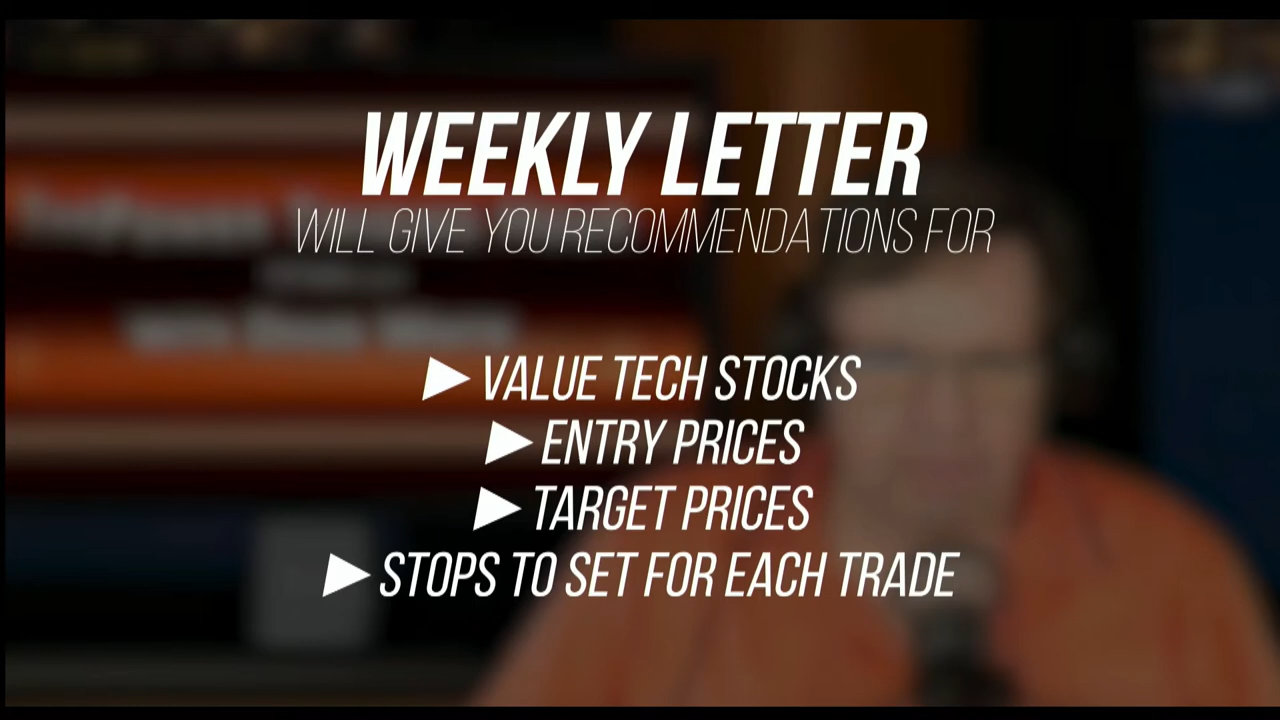 WEEKLY LETTER
WILL GIVE YOU RECOMMENDATIONS FOR
▶ VALUE TECH STOCKS
▶ ENTRY PRICES
▶ TARGET PRICES
▶ STOPS TO SET FOR EACH TRADE